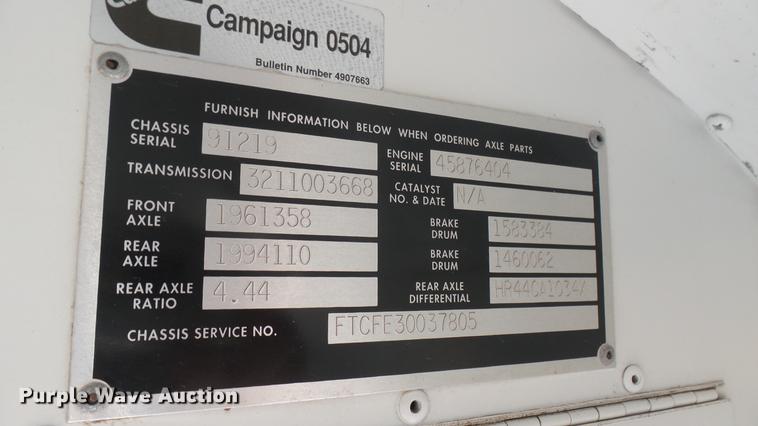 Campaign 0504
Bulletin Number 4907663
FURNISH INFORMATION BELOW WHEN ORDERING AXLE PARTS
CHASSIS SERIAL 91219
ENGINE SERIAL 45876404
TRANSMISSION 3211003668
CATALYST NO. & DATE N/A
FRONT AXLE 1961358
BRAKE DRUM 1583384
REAR AXLE 1994110
BRAKE DRUM 1460062
REAR AXLE RATIO 4.44
REAR AXLE DIFFERENTIAL
CHASSIS SERVICE NO. FTCFE30037805
Purple Wave Auction